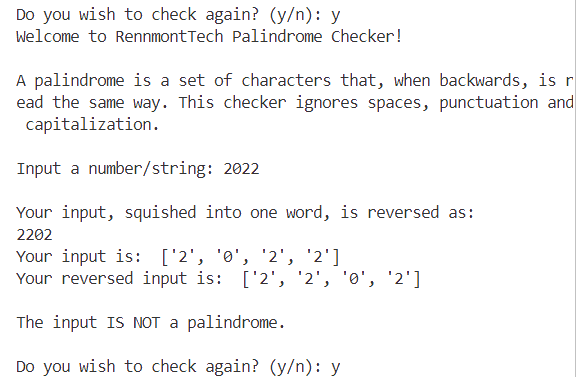 Do you wish to check again? (y/n): y
Welcome to RennmontTech Palindrome Checker!
A palindrome is a set of characters that, when backwards, is r
ead the same way. This checker ignores spaces, punctuation and
capitalization.
Input a number/string: 2022
Your input, squished into one word, is reversed as:
2202
Your input is:  ['2', '0', '2', '2']
Your reversed input is:  ['2', '2', '0', '2']
The input IS NOT a palindrome.
Do you wish to check again? (y/n): y